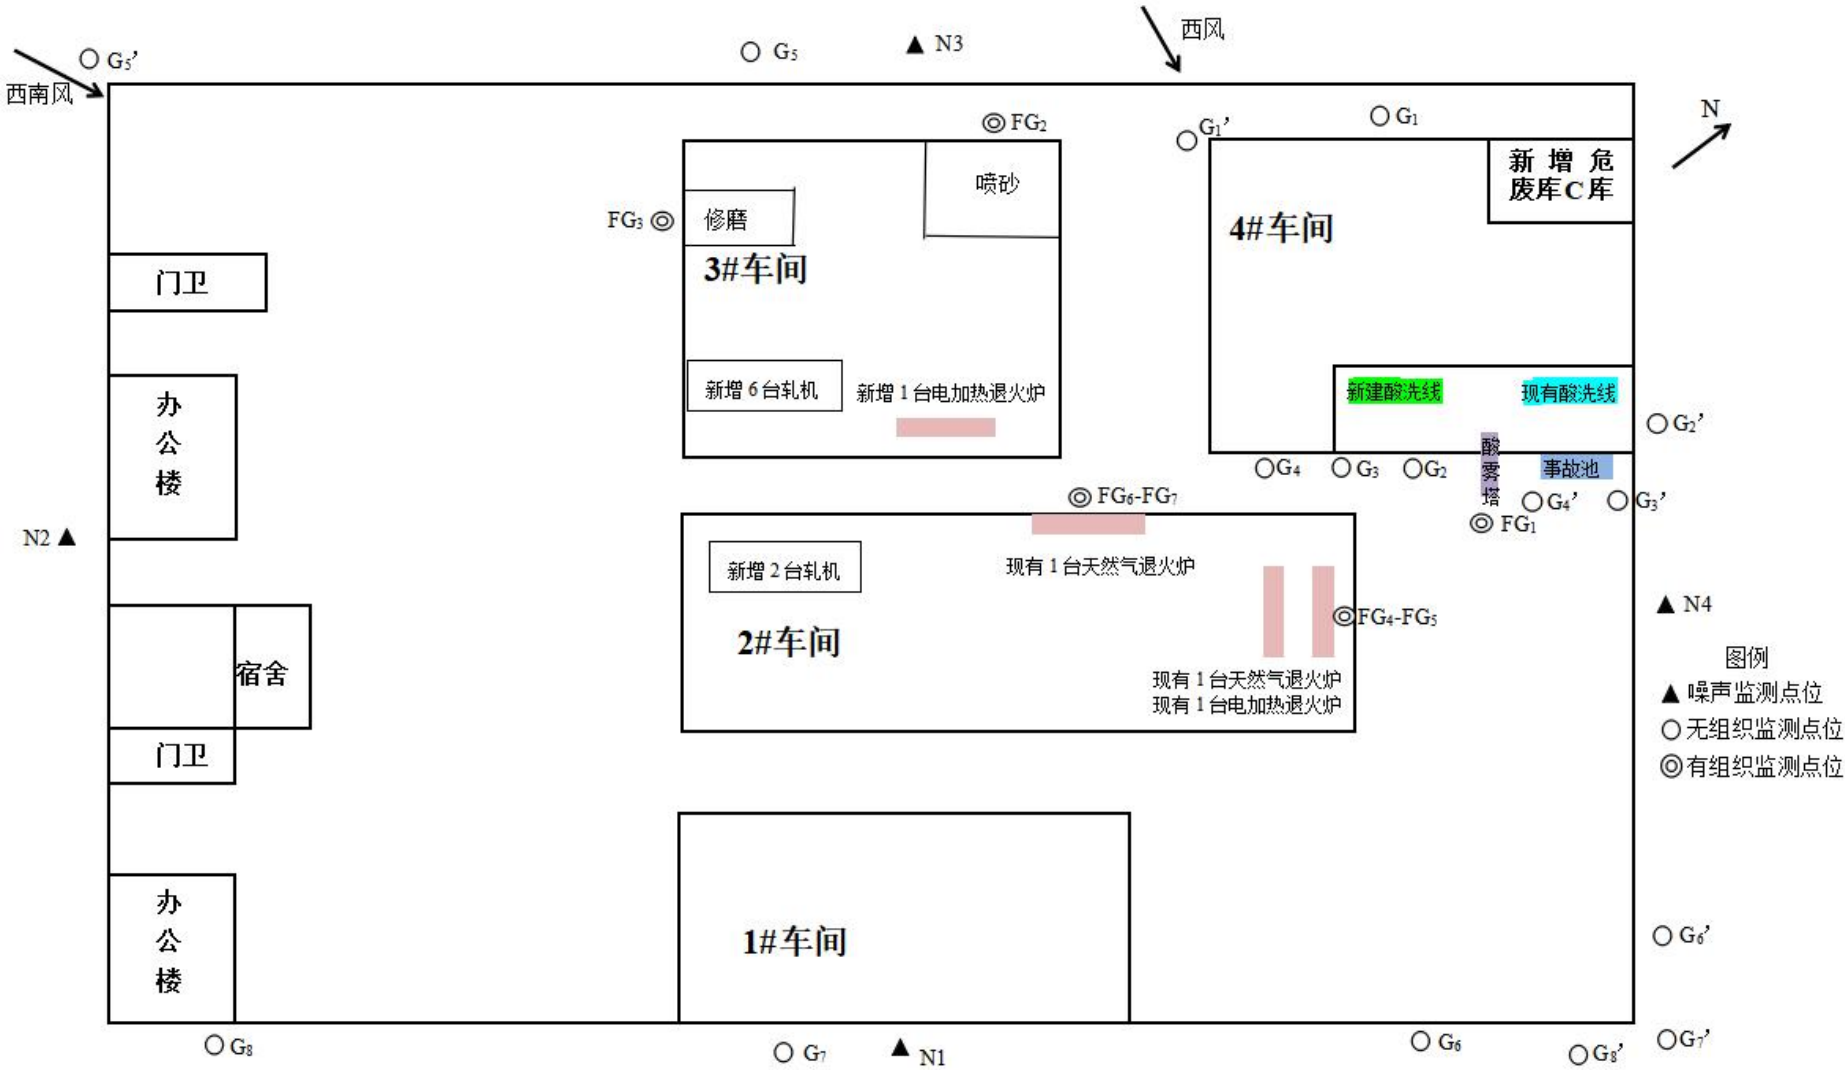 西风
G5’
G5
N3
西南风
N
FG2
G1’
G1
喷砂
新 增 危
废库C库
FG3
修磨
4#车间
3#车间
门卫
新增 6 台轧机
新增 1 台电加热退火炉
新建酸洗线
现有酸洗线
办
公
楼
G2’
G4
G3
G2
酸
雾
塔
事故池
FG6-FG7
G4’
G3’
FG1
N2
新增 2 台轧机
现有 1 台天然气退火炉
N4
FG4-FG5
2#车间
宿舍
图例
现有 1 台天然气退火炉
现有 1 台电加热退火炉
噪声监测点位
无组织监测点位
有组织监测点位
门卫
办
公
楼
1#车间
G6’
G8
G7
N1
G6
G8’
G7’